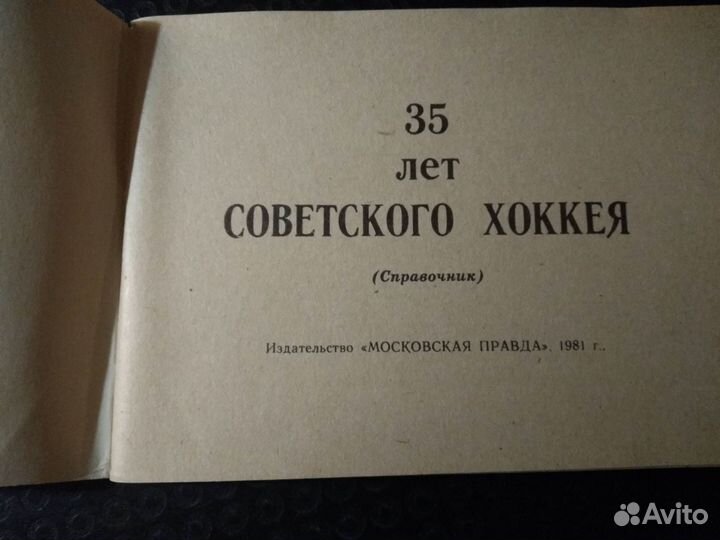 35
лет
СОВЕТСКОГО ХОККЕЯ
(Справочник)
Издательство «МОСКОВСКАЯ ПРАВДА». 1981 г..
Avito